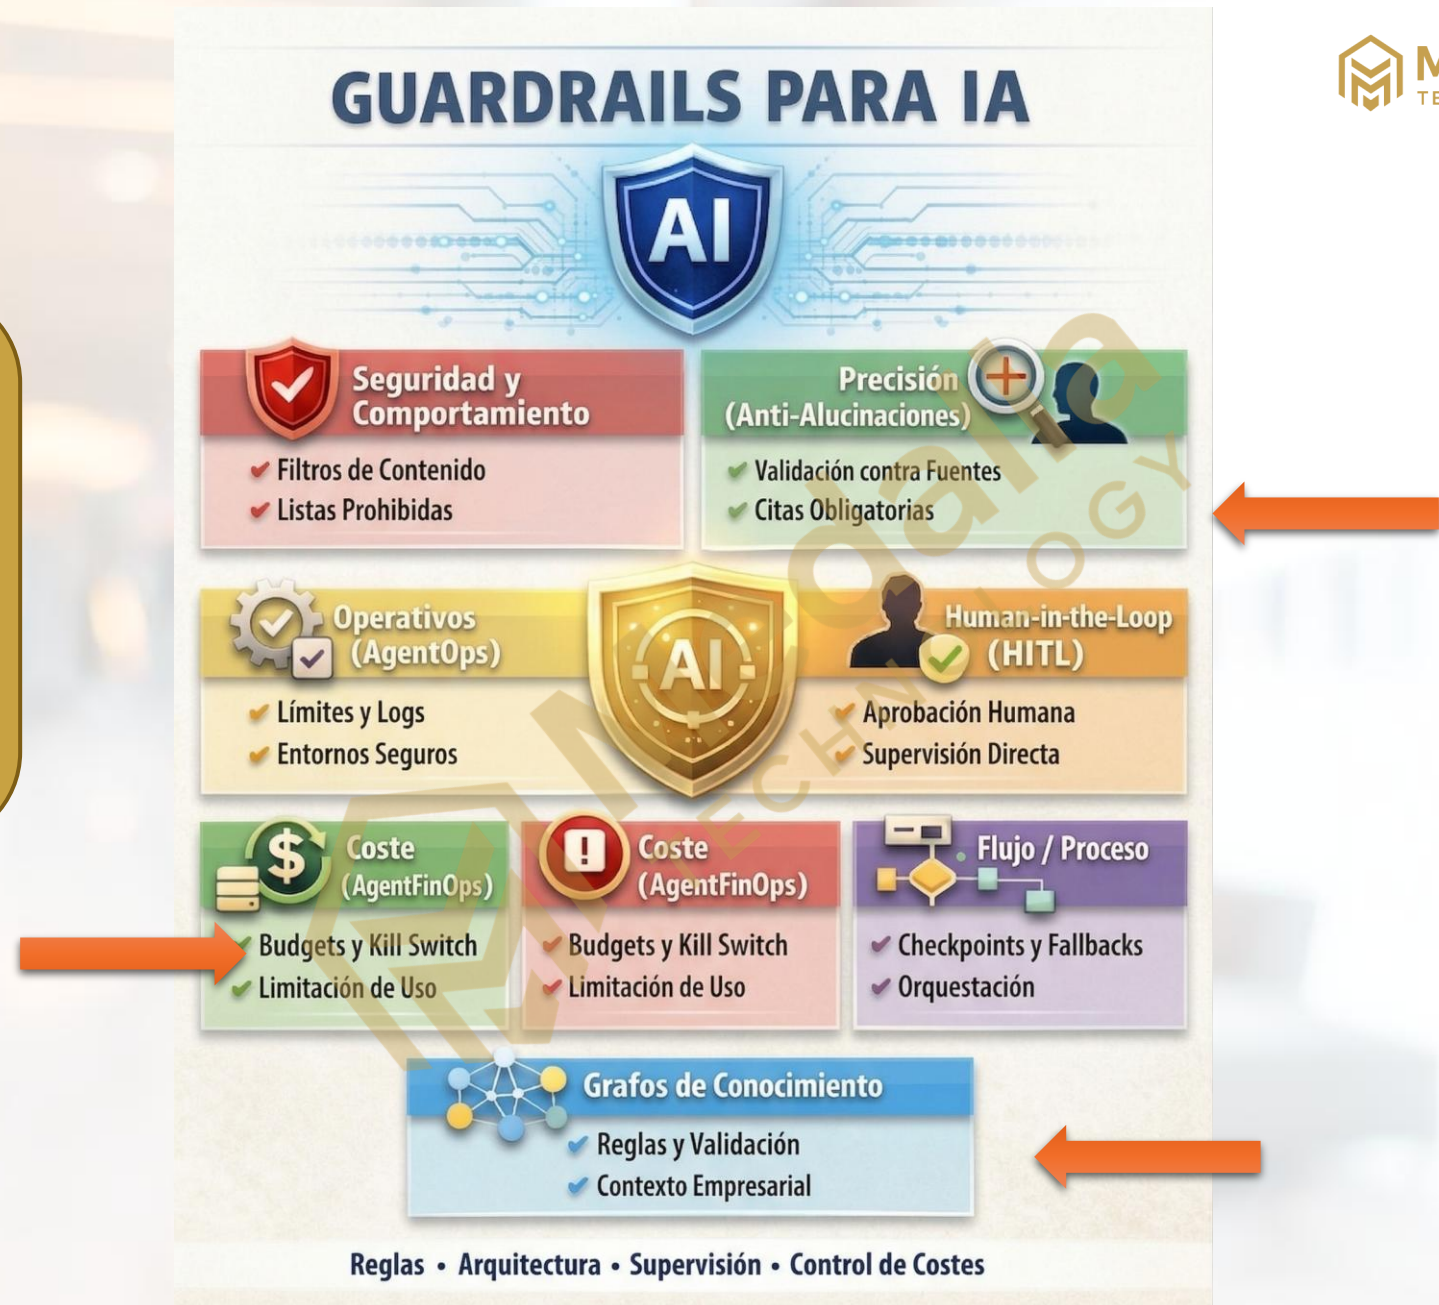 GUARDRAILS PARA IA
M
TE
AI
Seguridad y
Comportamiento
✔ Filtros de Contenido
✔ Listas Prohibidas
Precisión
(Anti-Alucinaciones)
✔ Validación contra Fuentes
✔ Citas Obligatorias
Operativos
(AgentOps)
✔ Límites y Logs
✔ Entornos Seguros
AI
Human-in-the-Loop
(HITL)
✔ Aprobación Humana
✔ Supervisión Directa
Coste
(AgentFinOps)
✔ Budgets y Kill Switch
✔ Limitación de Uso
Coste
(AgentFinOps)
✔ Budgets y Kill Switch
✔ Limitación de Uso
Flujo / Proceso
✔ Checkpoints y Fallbacks
✔ Orquestación
Grafos de Conocimiento
✔ Reglas y Validación
✔ Contexto Empresarial
Reglas • Arquitectura • Supervisión • Control de Costes
TECHNOLOGY